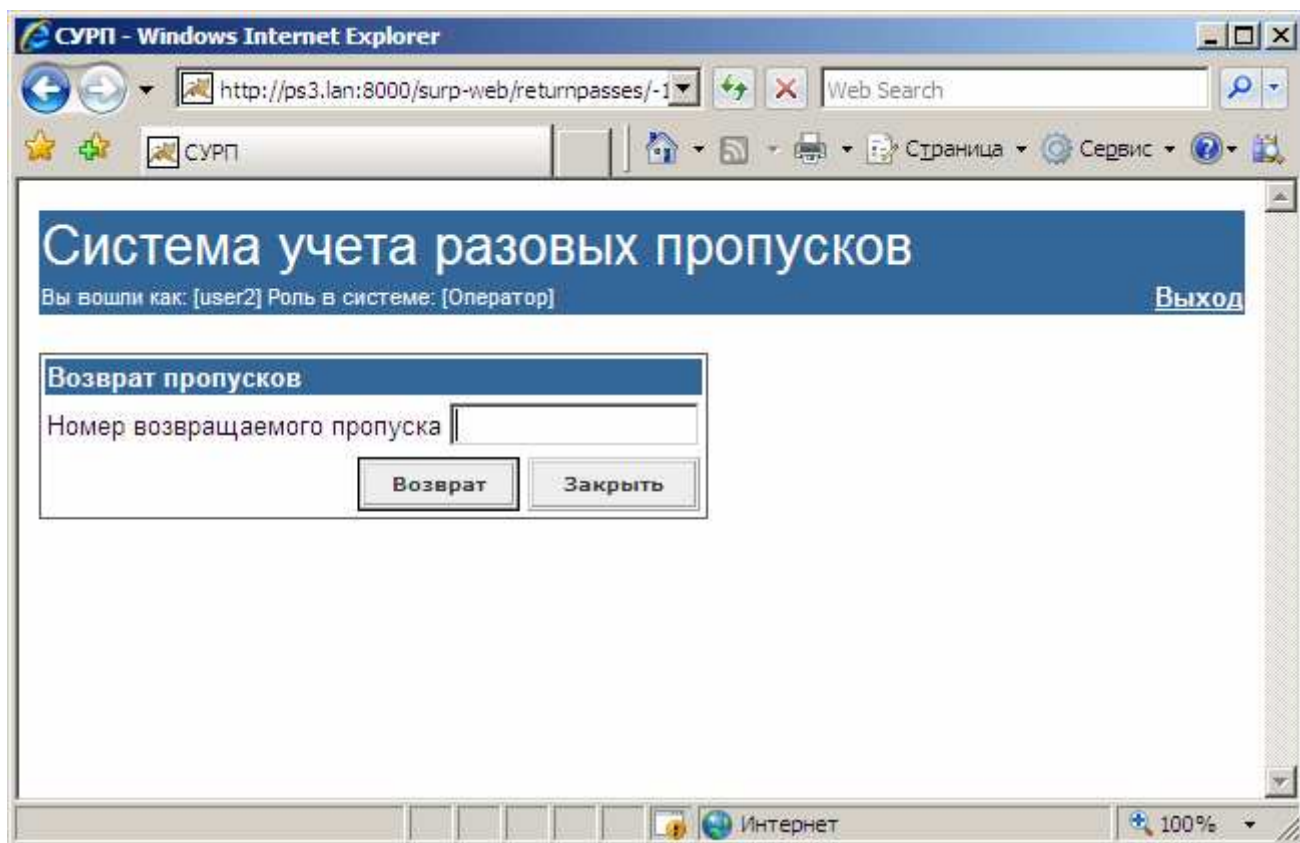 СУРП - Windows Internet Explorer
http://ps3.lan:8000/surp-web/returnpasses/-1
Web Search
СУРП
Страница
Сервис
Система учета разовых пропусков
Вы вошли как: [user2] Роль в системе: [Оператор]
Выход
Возврат пропусков
Номер возвращаемого пропуска
Возврат Закрыть
Интернет
100%